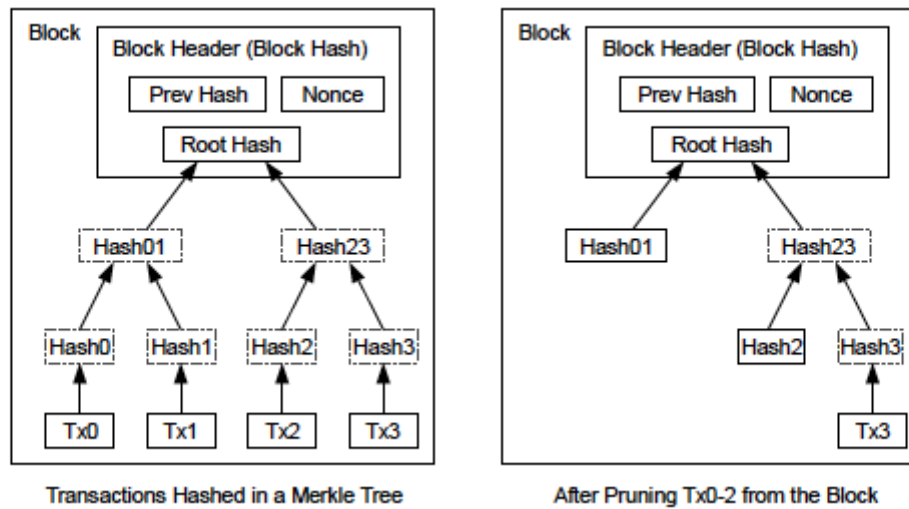 Block
Block Header (Block Hash)
Prev Hash
Nonce
Root Hash
Hash01
Hash23
Hash0
Hash1
Hash2
Hash3
Tx0
Tx1
Tx2
Tx3
Transactions Hashed in a Merkle Tree
Block
Block Header (Block Hash)
Prev Hash
Nonce
Root Hash
Hash01
Hash23
Hash2
Hash3
Tx3
After Pruning Tx0-2 from the Block